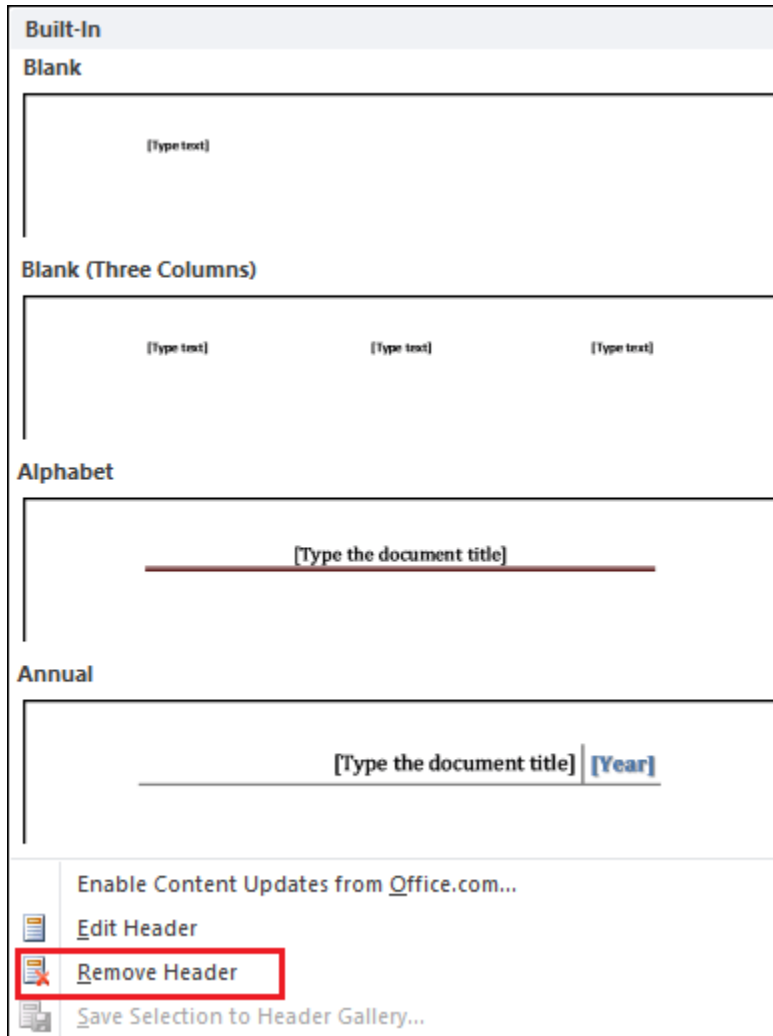 Built-In
Blank
[Type text]
Blank (Three Columns)
[Type text] [Type text] [Type text]
Alphabet
[Type the document title]
Annual
[Type the document title] [Year]
Enable Content Updates from Office.com...
Edit Header
Remove Header
Save Selection to Header Gallery...